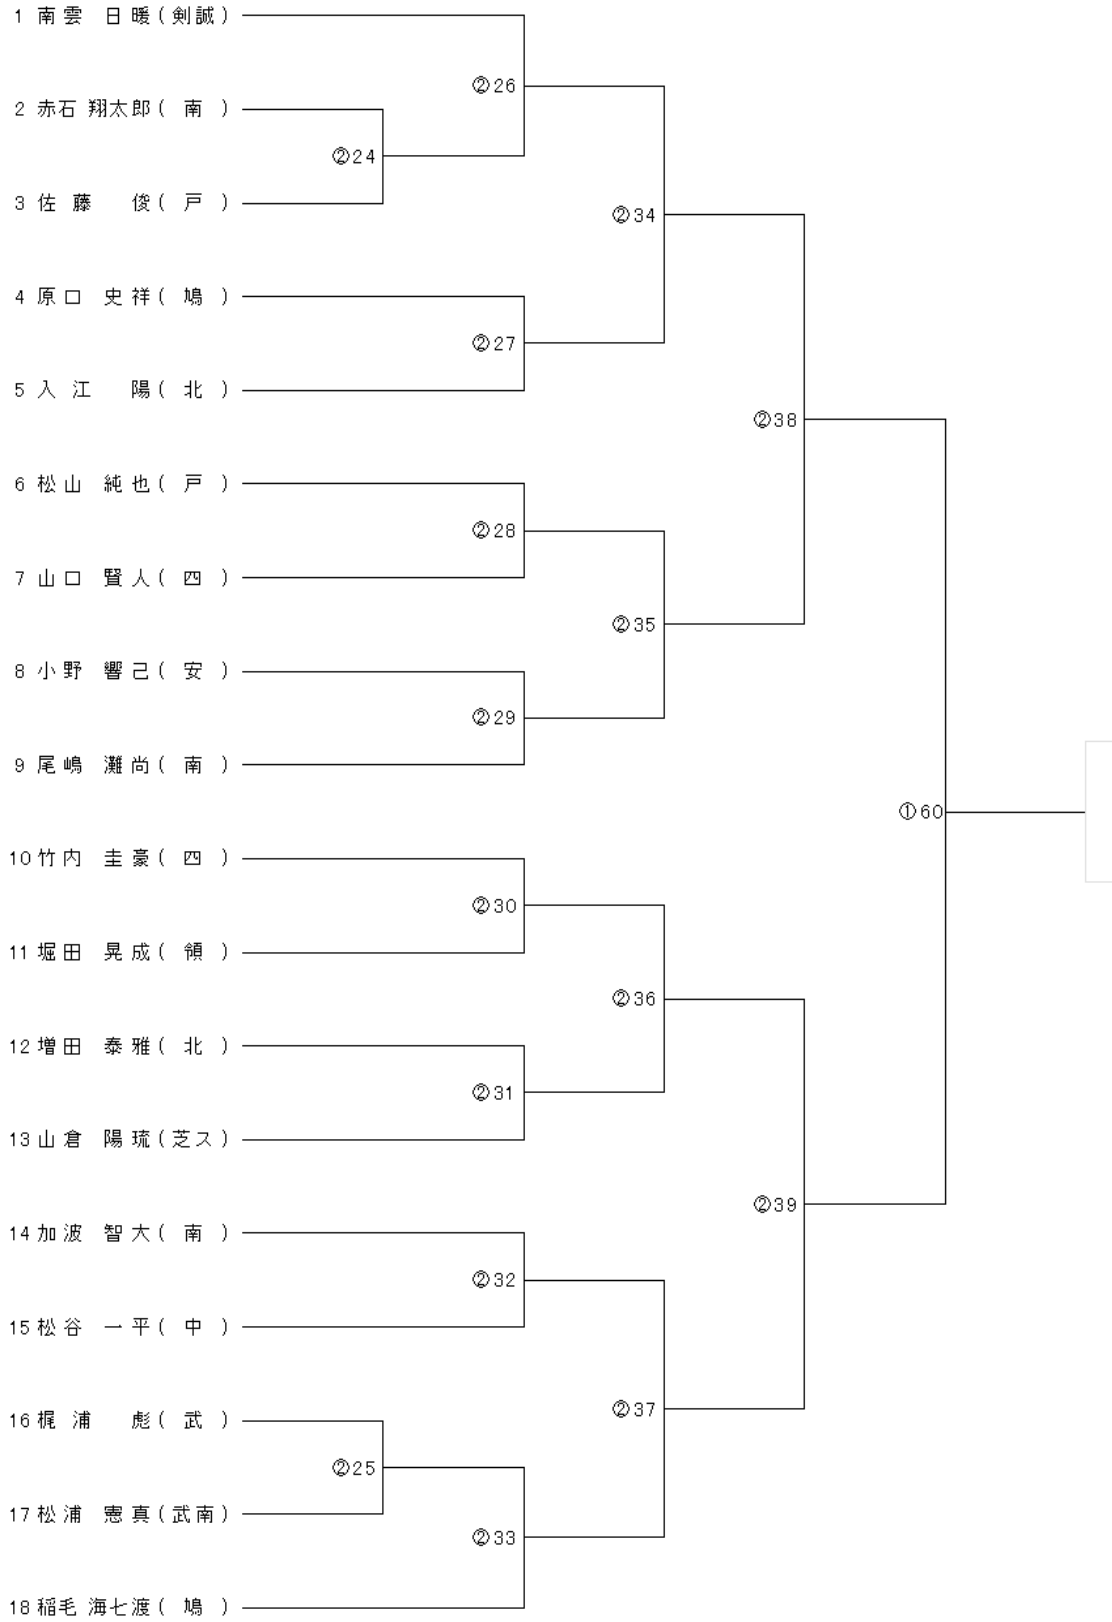 1 南雲 日暖(剣誠)
②26
2 赤石 翔太郎( 南 )
②24
3 佐藤 俊( 戸 )
②34
4 原口 史祥( 鳩 )
②27
5 入江 陽( 北 )
②38
6 松山 純也( 戸 )
②28
7 山口 賢人( 四 )
②35
8 小野 響己( 安 )
②29
9 尾嶋 灘尚( 南 )
①60
10 竹内 圭豪( 四 )
②30
11 堀田 晃成( 領 )
②36
12 増田 泰雅( 北 )
②31
13 山倉 陽琉(芝ス)
②39
14 加波 智大( 南 )
②32
15 松谷 一平( 中 )
②37
16 梶浦 彪( 武 )
②25
17 松浦 憲真(武南)
②33
18 稲毛 海七渡( 鳩 )